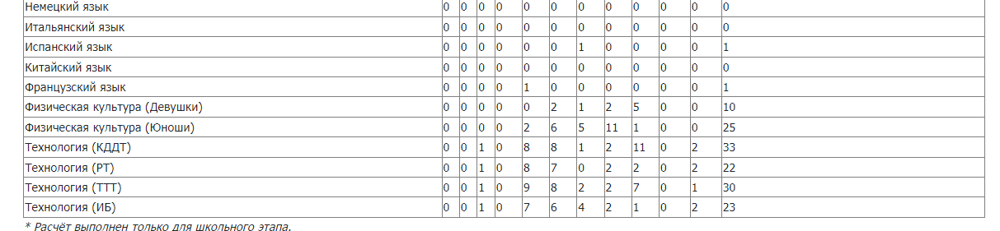 Немецкий язык 0 0 0 0 0 0 0 0 0 0 0 0
Итальянский язык 0 0 0 0 0 0 0 0 0 0 0 0
Испанский язык 0 0 0 0 0 0 1 0 0 0 0 1
Китайский язык 0 0 0 0 0 0 0 0 0 0 0 0
Французский язык 0 0 0 0 1 0 0 0 0 0 0 1
Физическая культура (Девушки) 0 0 0 0 0 2 1 2 5 0 0 10
Физическая культура (Юноши) 0 0 0 0 2 6 5 11 1 0 0 25
Технология (КДДТ) 0 0 1 0 8 8 1 2 11 0 2 33
Технология (РТ) 0 0 1 0 8 7 0 2 2 0 2 22
Технология (ТТТ) 0 0 1 0 9 8 2 2 7 0 1 30
Технология (ИБ) 0 0 1 0 7 6 4 2 1 0 2 23
* Расчёт выполнен только для школьного этапа.